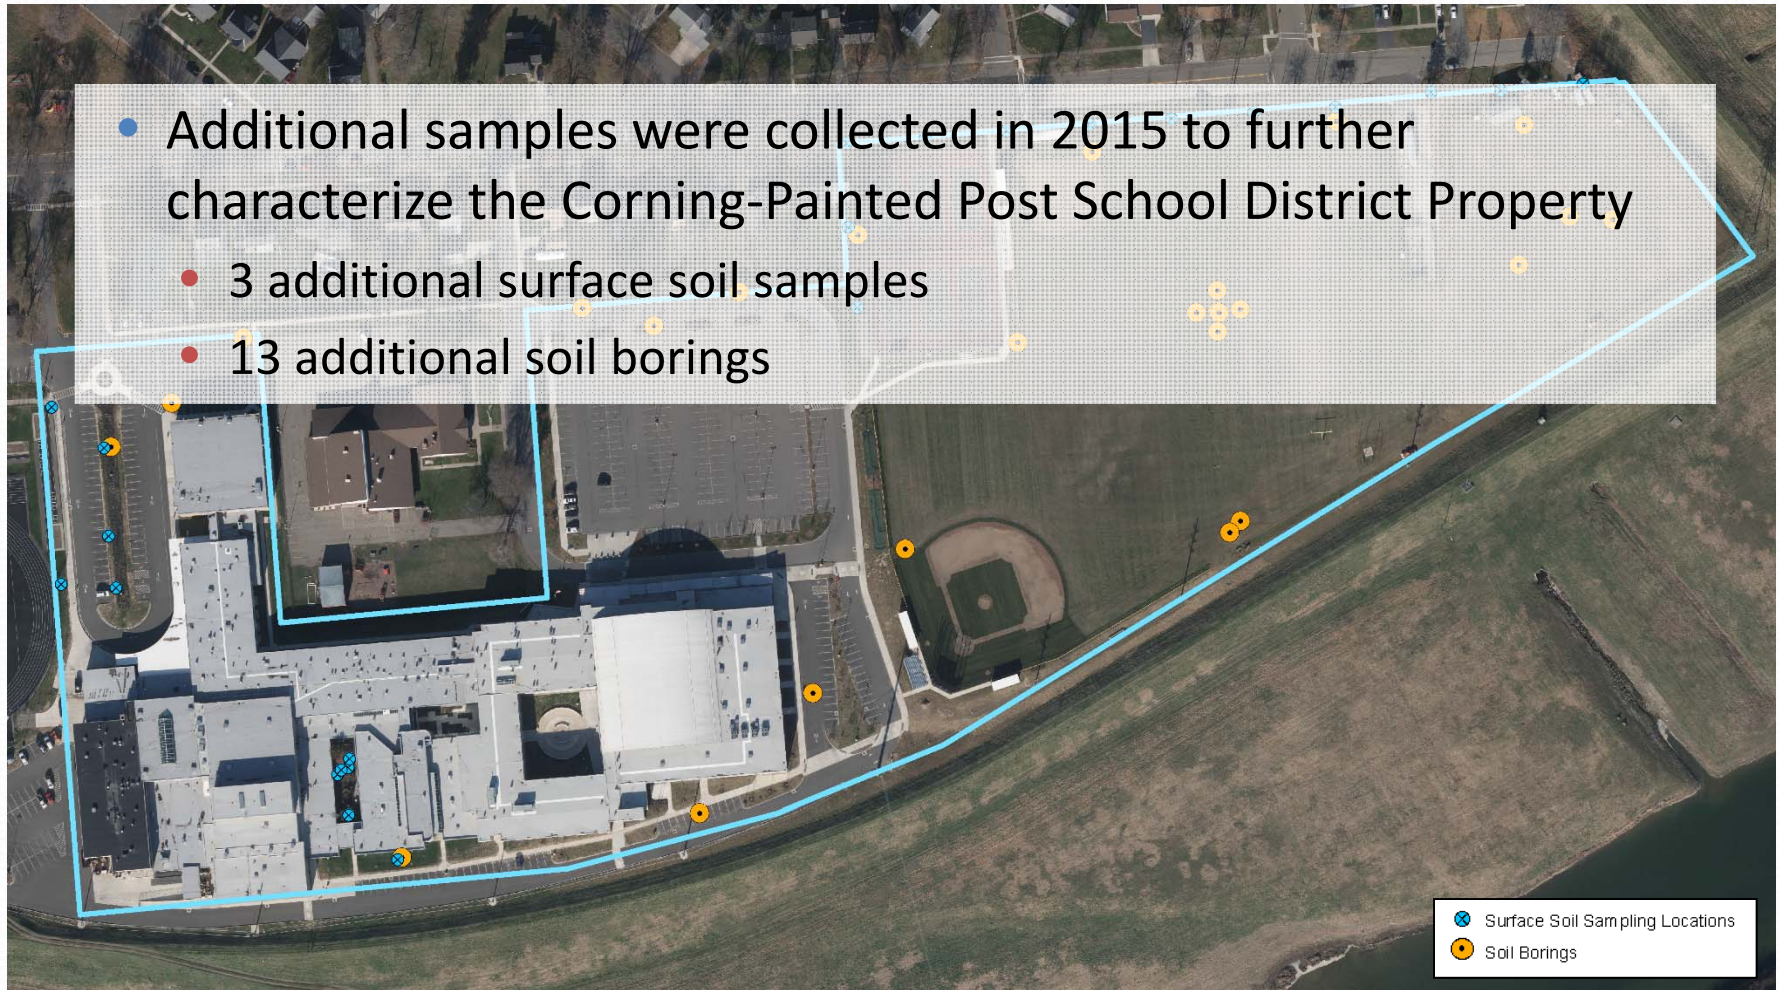 Additional samples were collected in 2015 to further
characterize the Corning-Painted Post School District Property
3 additional surface soil samples
13 additional soil borings
Surface Soil Sampling Locations
Soil Borings